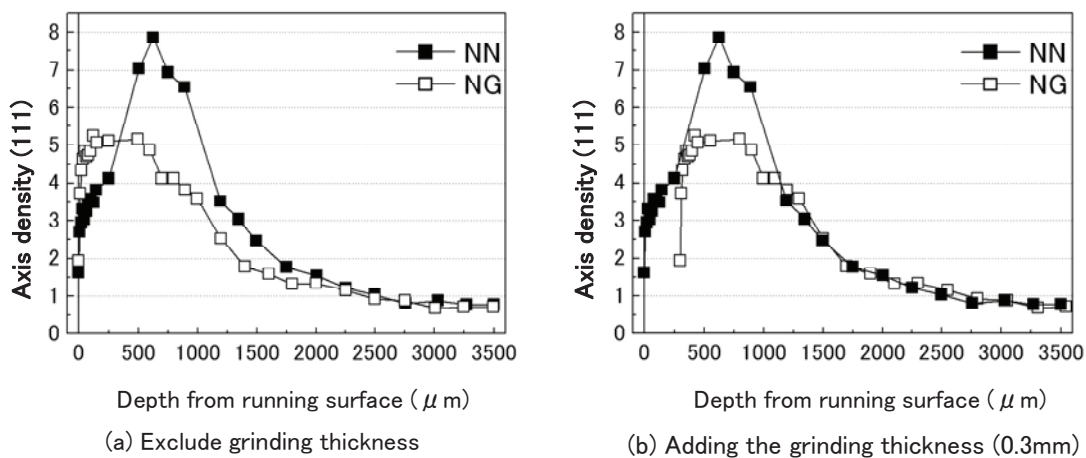 8
7
6
5
4
3
2
1
0
Axis density (111)
NN
NG
0 500 1000 1500 2000 2500 3000 3500
Depth from running surface (μm)
(a) Exclude grinding thickness
8
7
6
5
4
3
2
1
0
Axis density (111)
NN
NG
0 500 1000 1500 2000 2500 3000 3500
Depth from running surface (μm)
(b) Adding the grinding thickness (0.3mm)